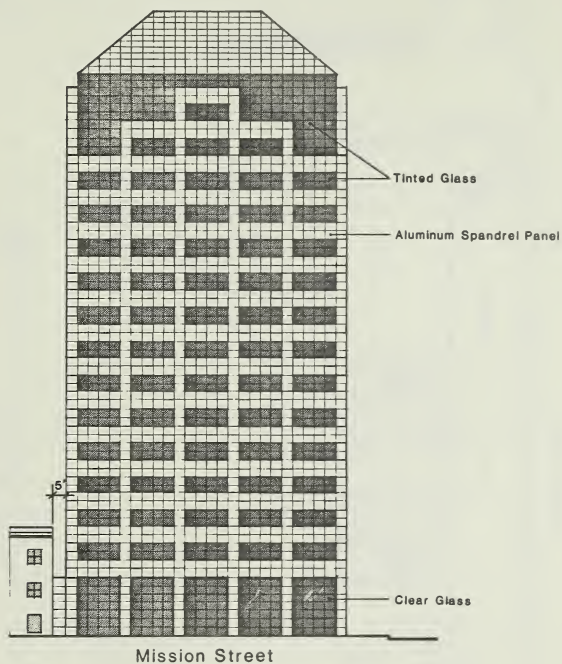 Tinted Glass
Aluminum Spandrel Panel
5'
Clear Glass
Mission Street